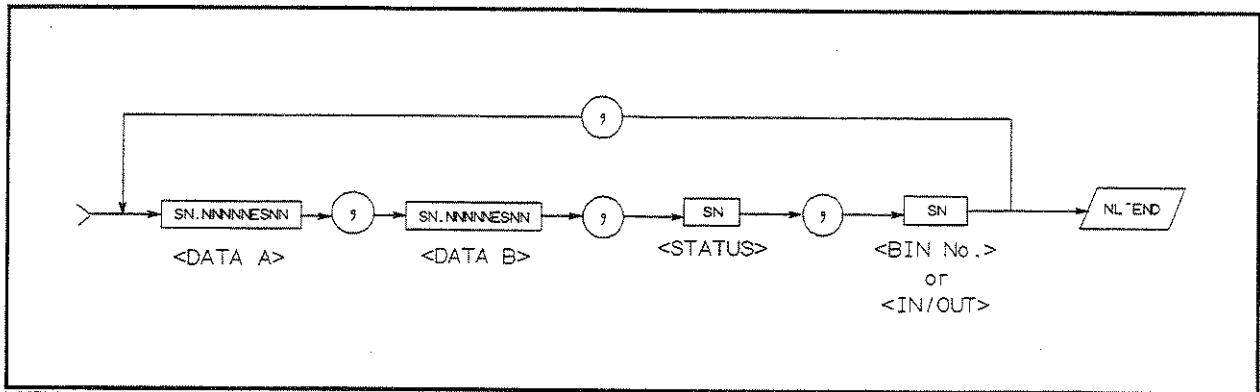 ,
SN.NNNNNESNN , SN.NNNNNESNN , SN , SN NL^END
<DATA A> <DATA B> <STATUS> <BIN No.>
or
<IN/OUT>